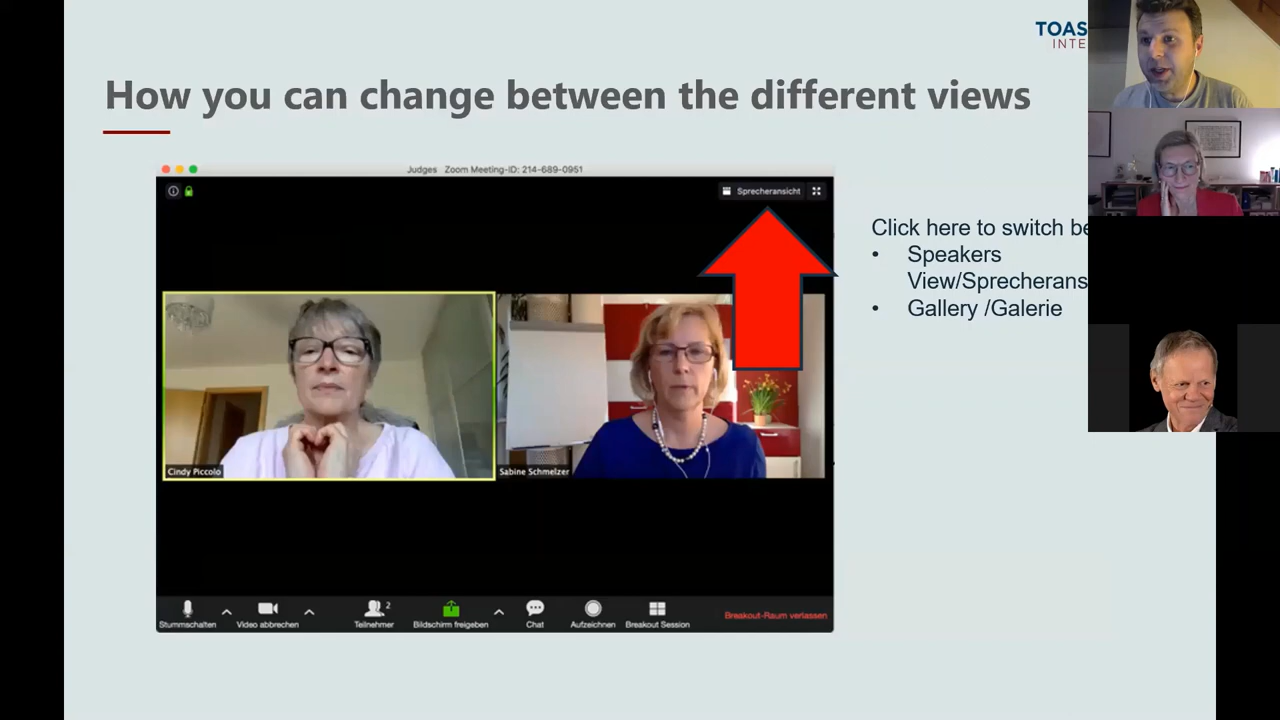 TOAS
INTE
How you can change between the different views
Judges Zoom Meeting-ID: 214-689-0951
Sprecheransicht
Click here to switch be
• Speakers
View/Sprecherans
• Gallery /Galerie
Cindy Piccolo
Sabine Schmelzer
2
Stummschalten
Video abbrechen
Teilnehmer
Bildschirm freigeben
Chat
Aufzeichnen
Breakout Session
Breakout-Raum verlassen